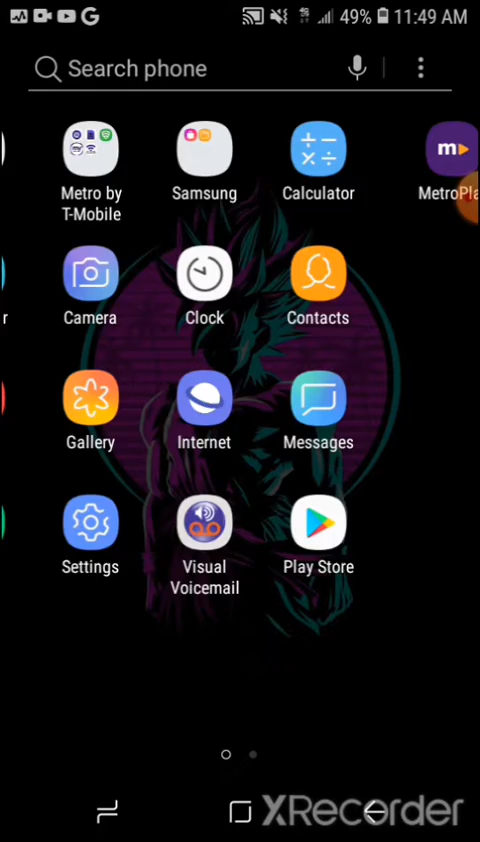 49% 11:49 AM
Search phone
Metro by
T-Mobile
Samsung
Calculator
MetroPla
Camera
Clock
Contacts
Gallery
Internet
Messages
Settings
Visual
Voicemail
Play Store
XRecorder